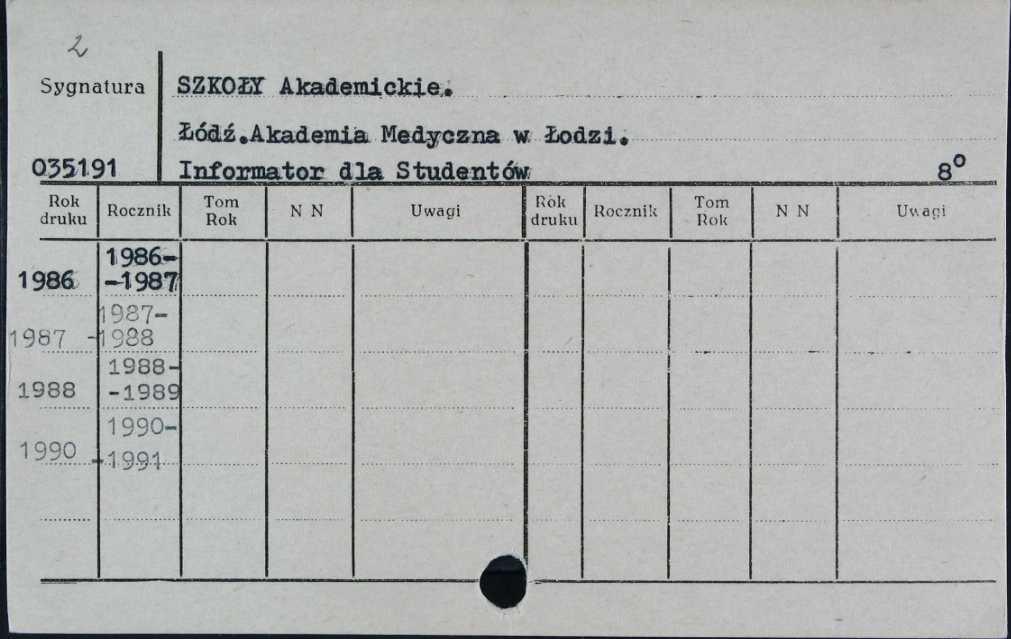 2
Sygnatura SZKOŁY Akademickie.
Łódź.Akademia Medyczna w Łodzi.
035191 Informator dla Studentów 8°
Rok druku Rocznik Tom Rok N N Uwagi Rok druku Rocznik Tom Rok N N Uwagi
1986-
1986 -1987
1987-
1987 -1988
1988-
1988 -1989
1990-
1990 -1991